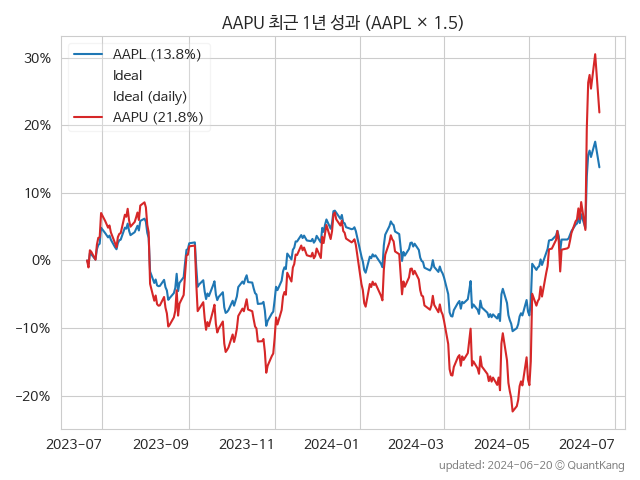 AAPU 최근 1년 성과 (AAPL × 1.5)
AAPL (13.8%)
Ideal
Ideal (daily)
AAPU (21.8%)
30%
20%
10%
0%
−10%
−20%
2023-07
2023-09
2023-11
2024-01
2024-03
2024-05
2024-07
updated: 2024-06-20 © QuantKang